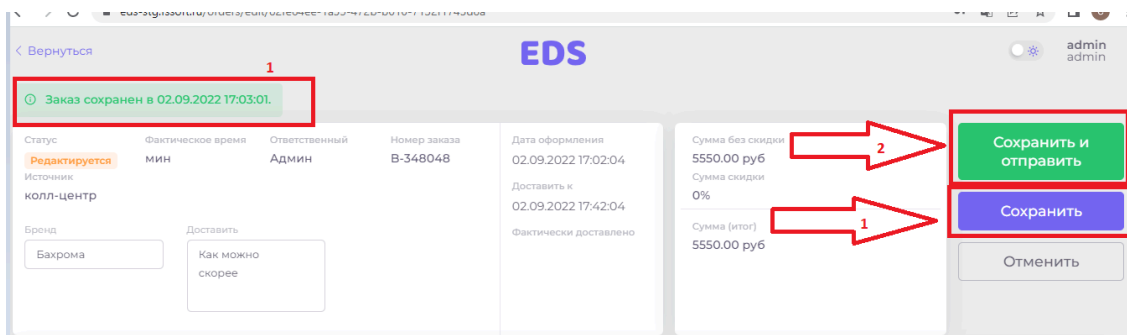 Вернуться
EDS
admin
admin
1
Заказ сохранен в 02.09.2022 17:03:01.
Статус
Фактическое время
Ответственный
Номер заказа
Редактируется
мин
Админ
В-348048
Источник
колл-центр
Бренд
Доставить
Бахрома
Как можно
скорее
Дата оформления
02.09.2022 17:02:04
Доставить к
02.09.2022 17:42:04
Фактически доставлено
Сумма без скидки
5550.00 руб
Сумма скидки
0%
Сумма (итог)
5550.00 руб
2
Сохранить и
отправить
1
Сохранить
Отменить